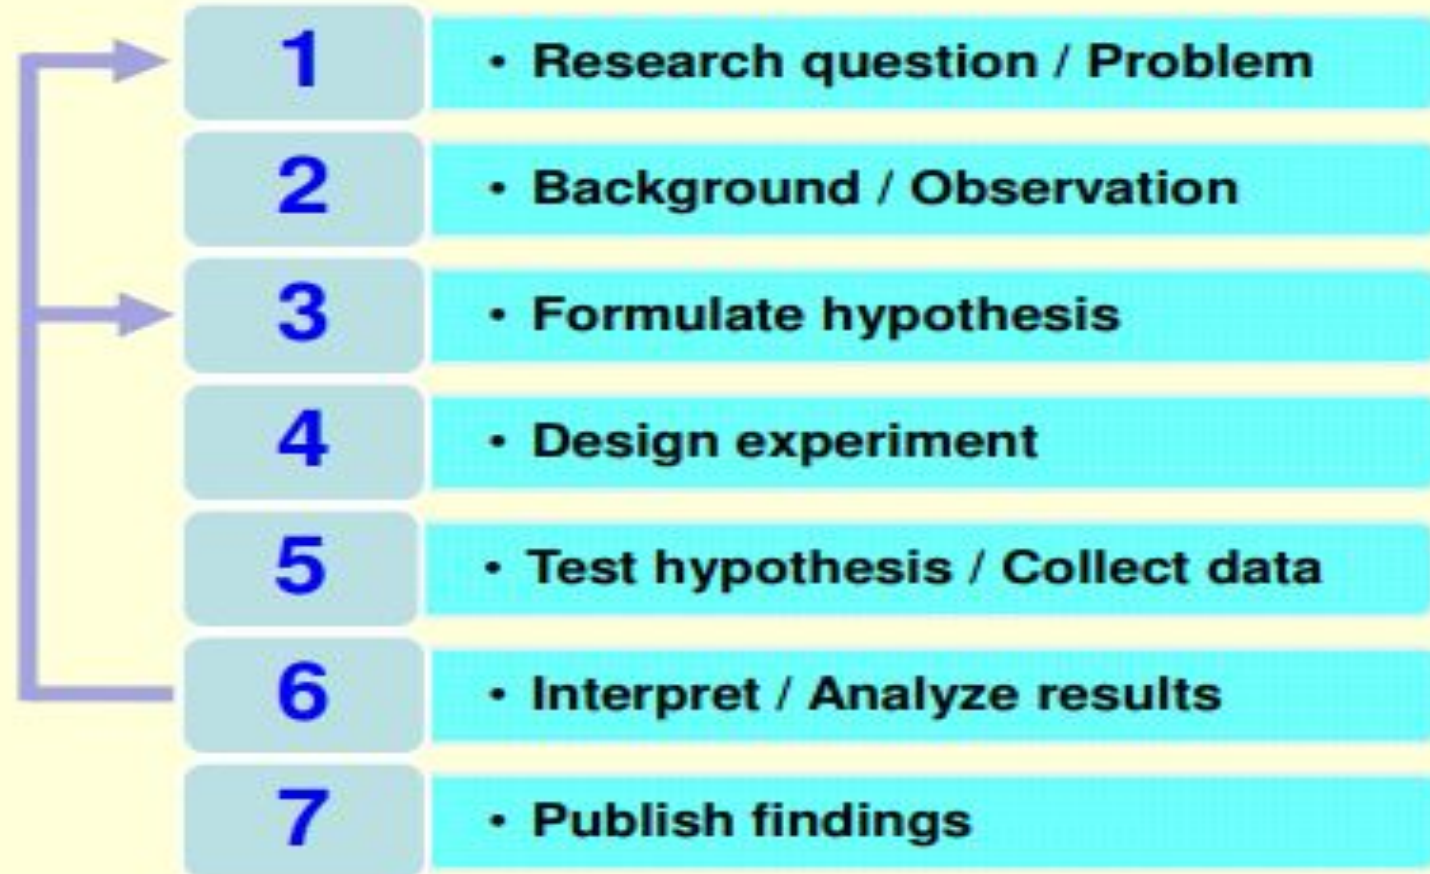 1 • Research question / Problem
2 • Background / Observation
3 • Formulate hypothesis
4 • Design experiment
5 • Test hypothesis / Collect data
6 • Interpret / Analyze results
7 • Publish findings